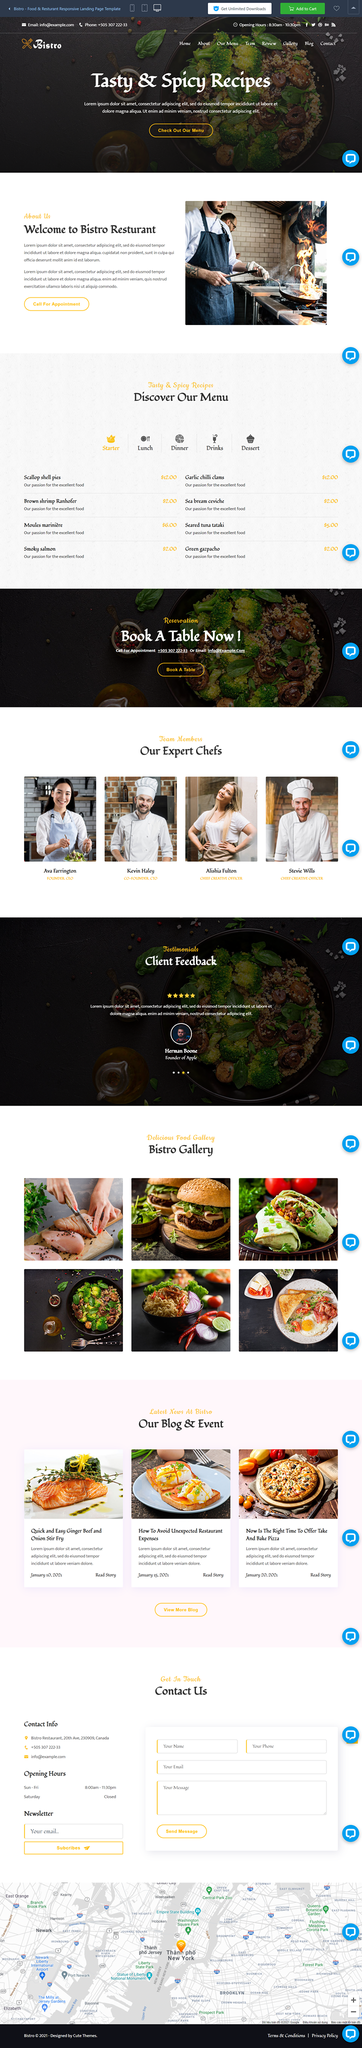 Bistro - Food & Resturant Responsive Landing Page Template
Get Unlimited Downloads
Add to Cart
Email: info@example.com
Phone: +505 307 222-33
Opening Hours : 8:30am - 10:30pm
Bistro
Home About Our Menu Team Review Gallery Blog Contact
Tasty & Spicy Recipes
Lorem ipsum dolor sit amet, consectetur adipiscing elit, sed do eiusmod tempor incididunt ut labore et
dolore magna aliqua. Ut enim ad minim veniam, quis nostrud consectetur adipiscing elit.
Check Out Our Menu
About Us
Welcome to Bistro Resturant
Lorem ipsum dolor sit amet, consectetur adipiscing elit, sed do eiusmod tempor
incididunt ut labore et dolore magna aliqua cupidatat non proident, sunt in culpa qui
officia deserunt mollit anim id est laborum.
Lorem ipsum dolor sit amet, consectetur adipiscing elit, sed do eiusmod tempor
incididunt ut labore et dolore magna aliqua enim ad minim veniam, quis nostrud
exercitation ullamco laboris nisi ut aliquip commodo.
Call For Appointment
Tasty & Spicy Recipes
Discover Our Menu
Starter Lunch Dinner Drinks Dessert
Scallop shell pies
Our passion for the excellent food
Garlic chilli clams
Our passion for the excellent food
Brown shrimp Ranhofer
$7.00
Our passion for the excellent food
Sea bream ceviche
$7.00
Our passion for the excellent food
Moules marinière
Our passion for the excellent food
Seared tuna tataki
Our passion for the excellent food
Smoky salmon
$7.00
Our passion for the excellent food
Green gazpacho
$7.00
Our passion for the excellent food
Reservation
Book A Table Now !
Call For Appointment +505 307 222-33 Or Email Info@Example.Com
Book A Table
Team Members
Our Expert Chefs
Ava Farrington
Founder, CEO
Kevin Haley
Co-Founder, CEO
Alishia Fulton
Chief Creative Officer
Stevie Wills
Chief Creative Officer
Testimonials
Client Feedback
Lorem ipsum dolor sit amet, consectetur adipiscing elit, sed do eiusmod tempor incididunt ut labore et dolore magna aliqua
enim ad minim veniam, nostrud consectetur adipiscing elit.
Herman Boone
Founder of Apple
Delicious Food Gallery
Bistro Gallery
Latest News At Bistro
Our Blog & Event
Quick and Easy Ginger Beef and
Onion Stir Fry
Lorem ipsum dolor sit amet, consectetur
adipiscing elit, sed do eiusmod tempor
incididunt labore veniam dolore
January 10, 2021
Read Story
How To Avoid Unexpected Restaurant
Expenses
Lorem ipsum dolor sit amet, consectetur
adipiscing elit, sed do eiusmod tempor
incididunt labore veniam dolore
January 15, 2021
Read Story
Now Is The Right Time To Offer Take
And Bake Pizza
Lorem ipsum dolor sit amet, consectetur
adipiscing elit, sed do eiusmod tempor
incididunt labore veniam dolore
January 20, 2021
Read Story
View More Blog
Get In Touch
Contact Us
Contact Info
Bistro Restaurant, 20th Ave, 230909, Canada
+505 307 222-33
info@example.com
Opening Hours
Sun - Fri: 8:00am - 11:30pm
Saturday Closed
Newsletter
Your email..
Subscribers
Your Name
Your Phone
Your Email
Your Message
Send Message
East Orange
Newark
Elizabeth
Thành phố
Jersey
Thành phố
New York
Central Park
BROOKLYN
Prospect Park
Bistro © 2021 - Designed by Cute Themes.
Terms & Conditions | Privacy Policy